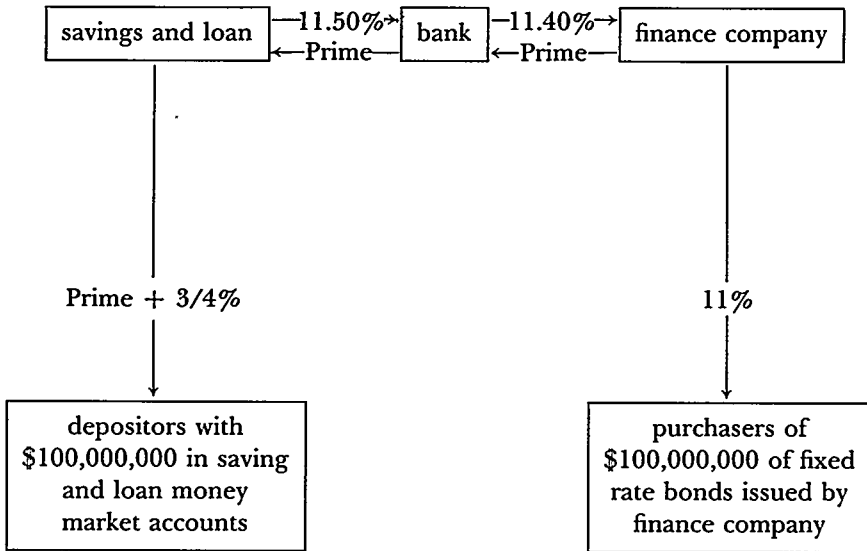 savings and loan
11.50%
Prime
bank
11.40%
Prime
finance company
Prime + 3/4%
11%
depositors with
$100,000,000 in saving
and loan money
market accounts
purchasers of
$100,000,000 of fixed
rate bonds issued by
finance company